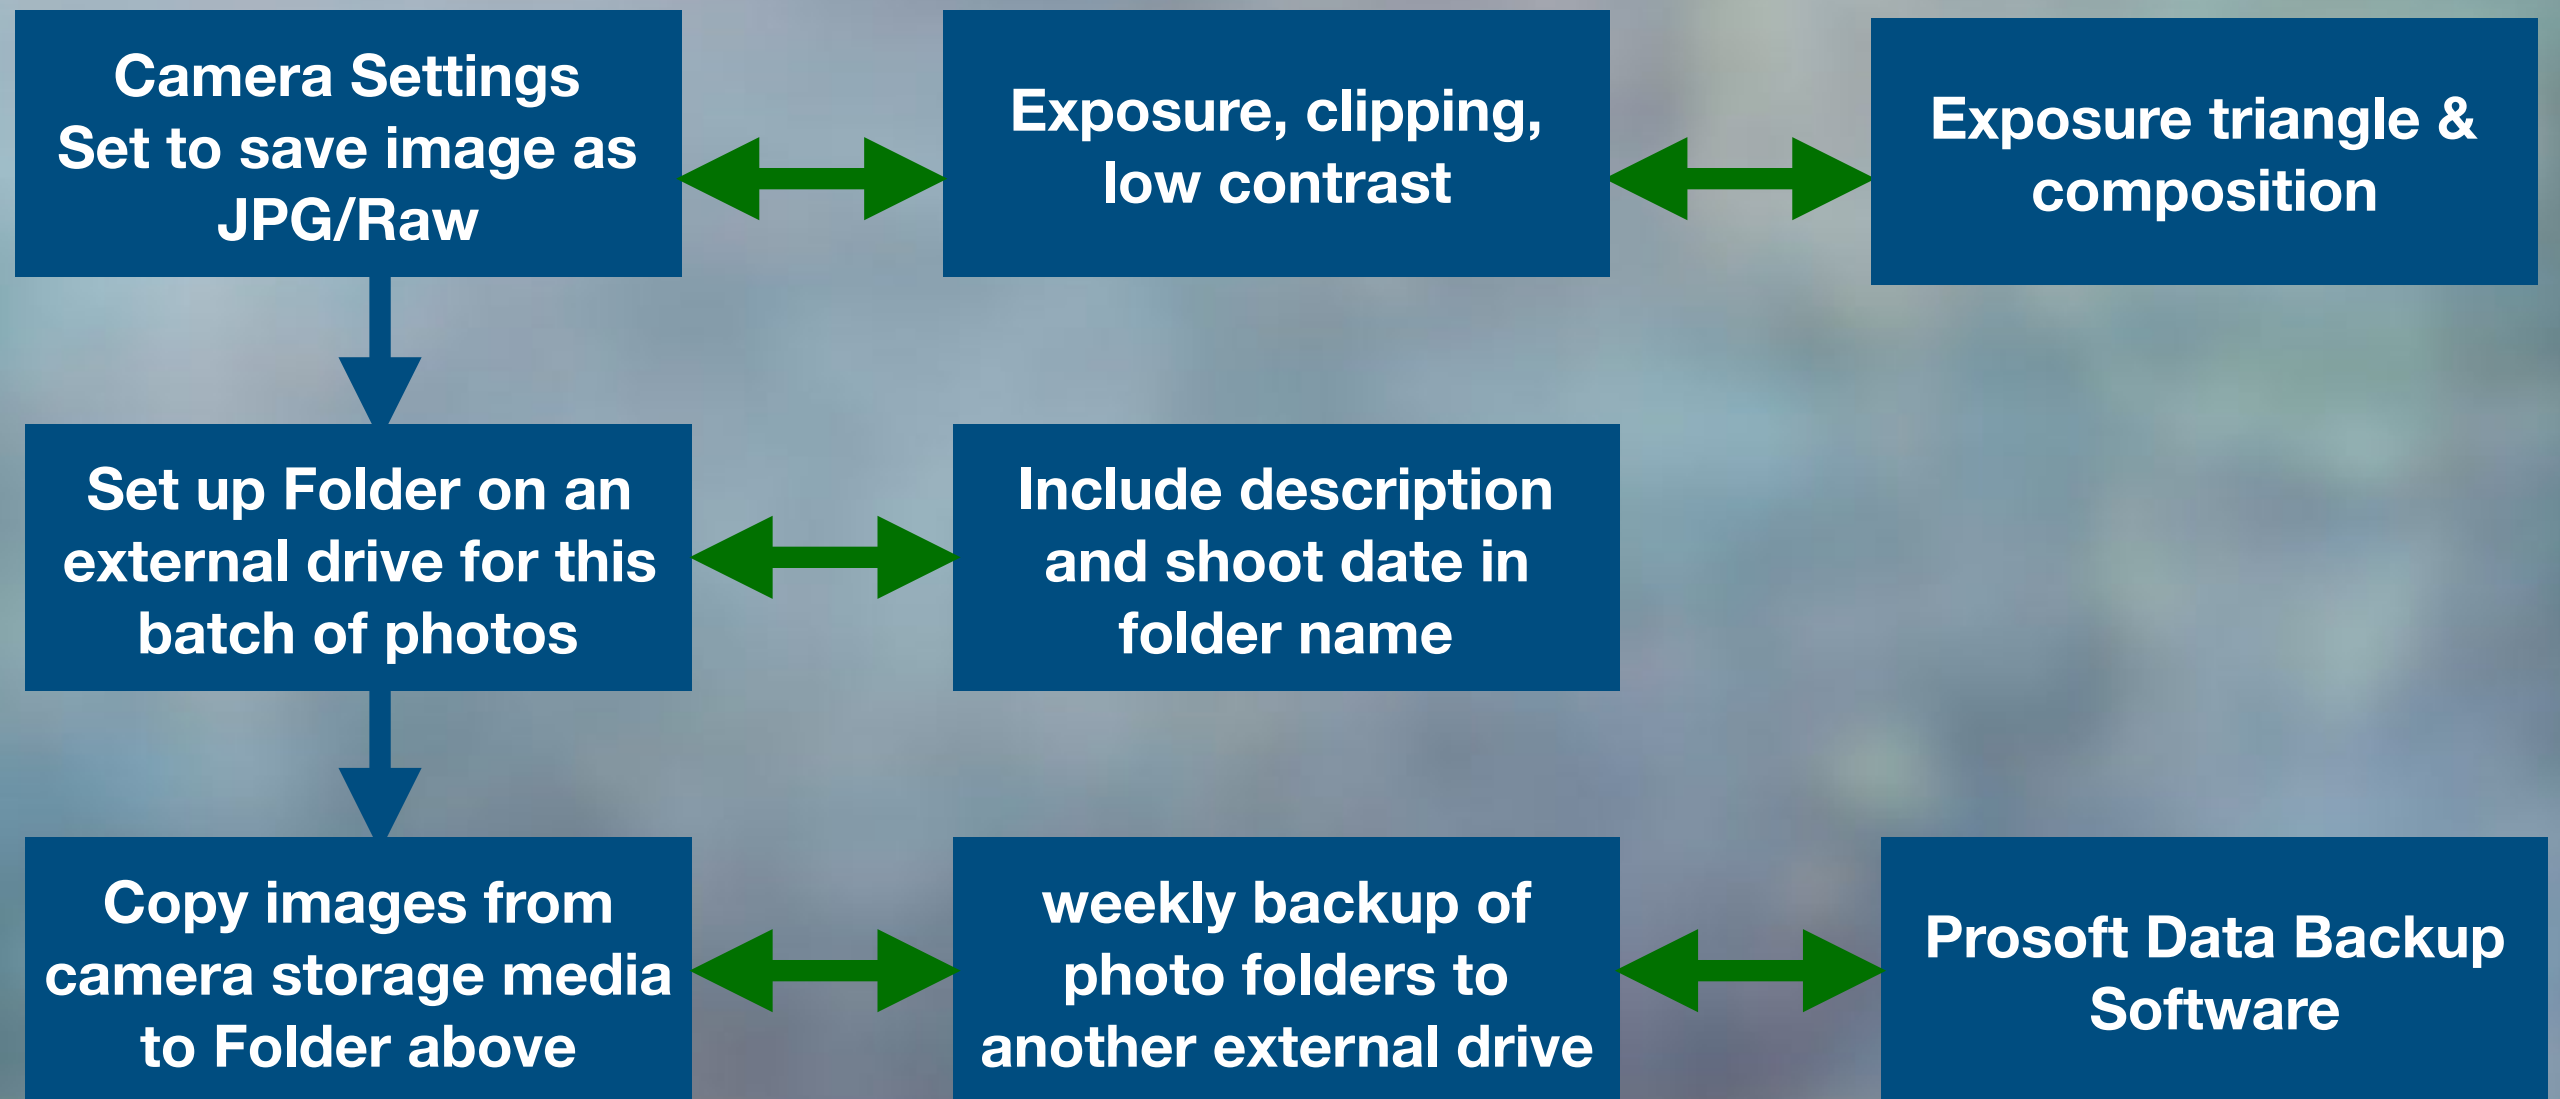 Camera Settings
Set to save image as
JPG/Raw
Exposure, clipping,
low contrast
Exposure triangle &
composition
Set up Folder on an
external drive for this
batch of photos
Include description
and shoot date in
folder name
Copy images from
camera storage media
to Folder above
weekly backup of
photo folders to
another external drive
Prosoft Data Backup
Software